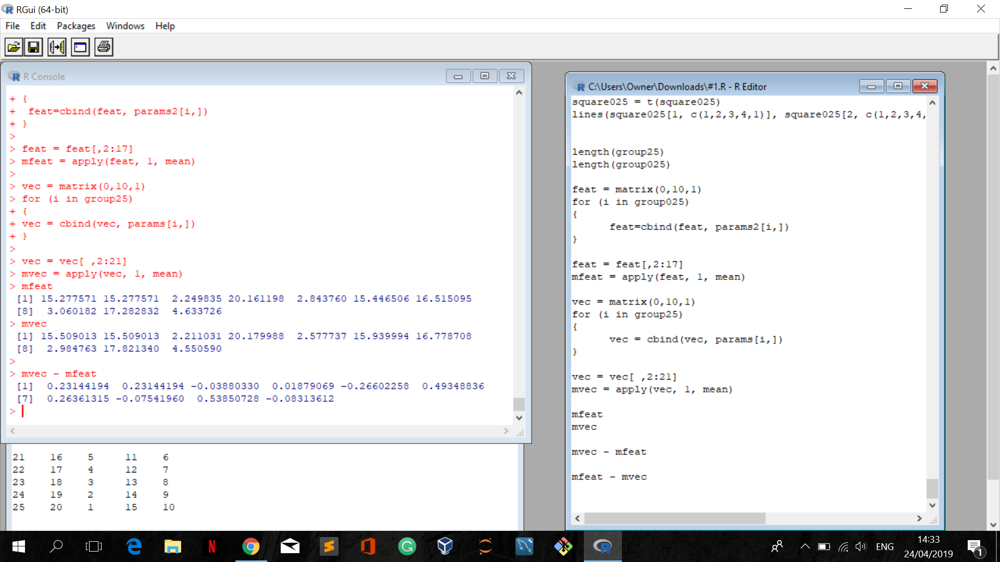 RGui (64-bit)
File Edit Packages Windows Help
R Console
+ {
+  feat=cbind(feat, params2[i,])
+ }
>
> feat = feat[,2:17]
> mfeat = apply(feat, 1, mean)
>
> vec = matrix(0,10,1)
> for (i in group25)
+ {
+ vec = cbind(vec, params[i,])
+ }
>
> vec = vec[ ,2:21]
> mvec = apply(vec, 1, mean)
> mfeat
[1] 15.277571 15.277571  2.249835 20.161198  2.843760 15.446506 16.515095
[8]  3.060182 17.282832  4.633726
> mvec
[1] 15.509013 15.509013  2.211031 20.179988  2.577737 15.939994 16.778708
[8]  2.984763 17.821340  4.550590
>
> mvec - mfeat
[1]  0.23144194  0.23144194 -0.03880330  0.01879069 -0.26602258  0.49348836
[7]  0.26361315 -0.07541960  0.53850728 -0.08313612
>
21 16 5 11 6
22 17 4 12 7
23 18 3 13 8
24 19 2 14 9
25 20 1 15 10
C:\Users\Owner\Downloads\#1.R - R Editor
square025 = t(square025)
lines(square025[1, c(1,2,3,4,1)], square025[2, c(1,2,3,4,
length(group25)
length(group025)
feat = matrix(0,10,1)
for (i in group025)
{
feat=cbind(feat, params2[i,])
}
feat = feat[,2:17]
mfeat = apply(feat, 1, mean)
vec = matrix(0,10,1)
for (i in group25)
{
vec = cbind(vec, params[i,])
}
vec = vec[ ,2:21]
mvec = apply(vec, 1, mean)
mfeat
mvec
mvec - mfeat
mfeat - mvec
ENG
14:33
24/04/2019
1